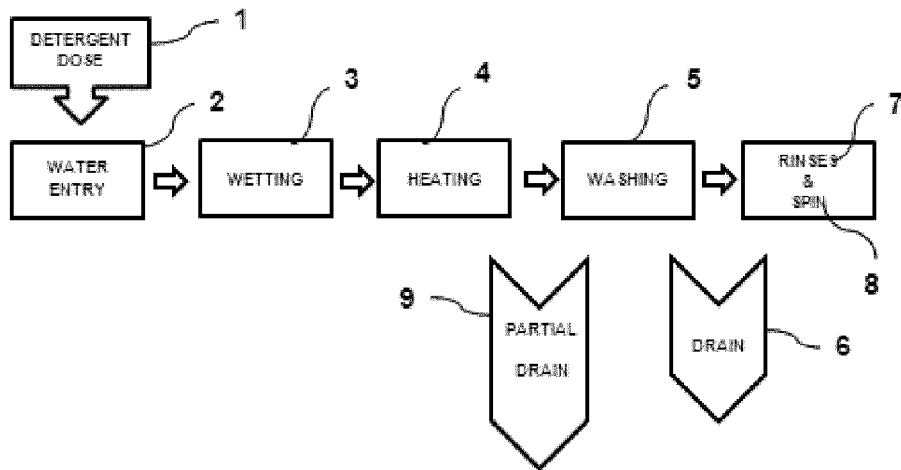 1
DETERGENT
DOSE
2
3
4
5
7
WATER
ENTRY
WETTING
HEATING
WASHING
RINSES
&
SPIN
8
9
PARTIAL
DRAIN
DRAIN
6